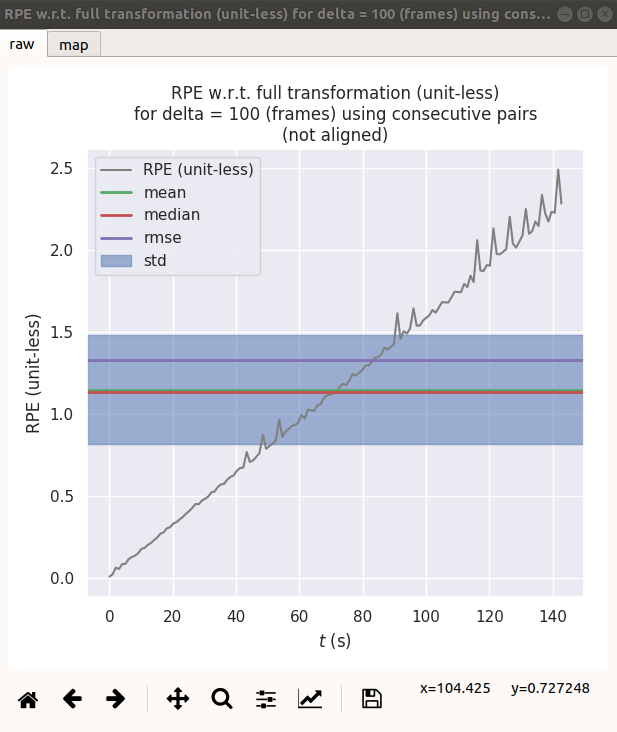 RPE w.r.t. full transformation (unit-less) for delta = 100 (frames) using cons...
raw map
RPE w.r.t. full transformation (unit-less)
for delta = 100 (frames) using consecutive pairs
(not aligned)
RPE (unit-less)
mean
median
rmse
std
2.5
2.0
1.5
1.0
0.5
0.0
RPE (unit-less)
0 20 40 60 80 100 120 140
t (s)
x=104.425 y=0.727248